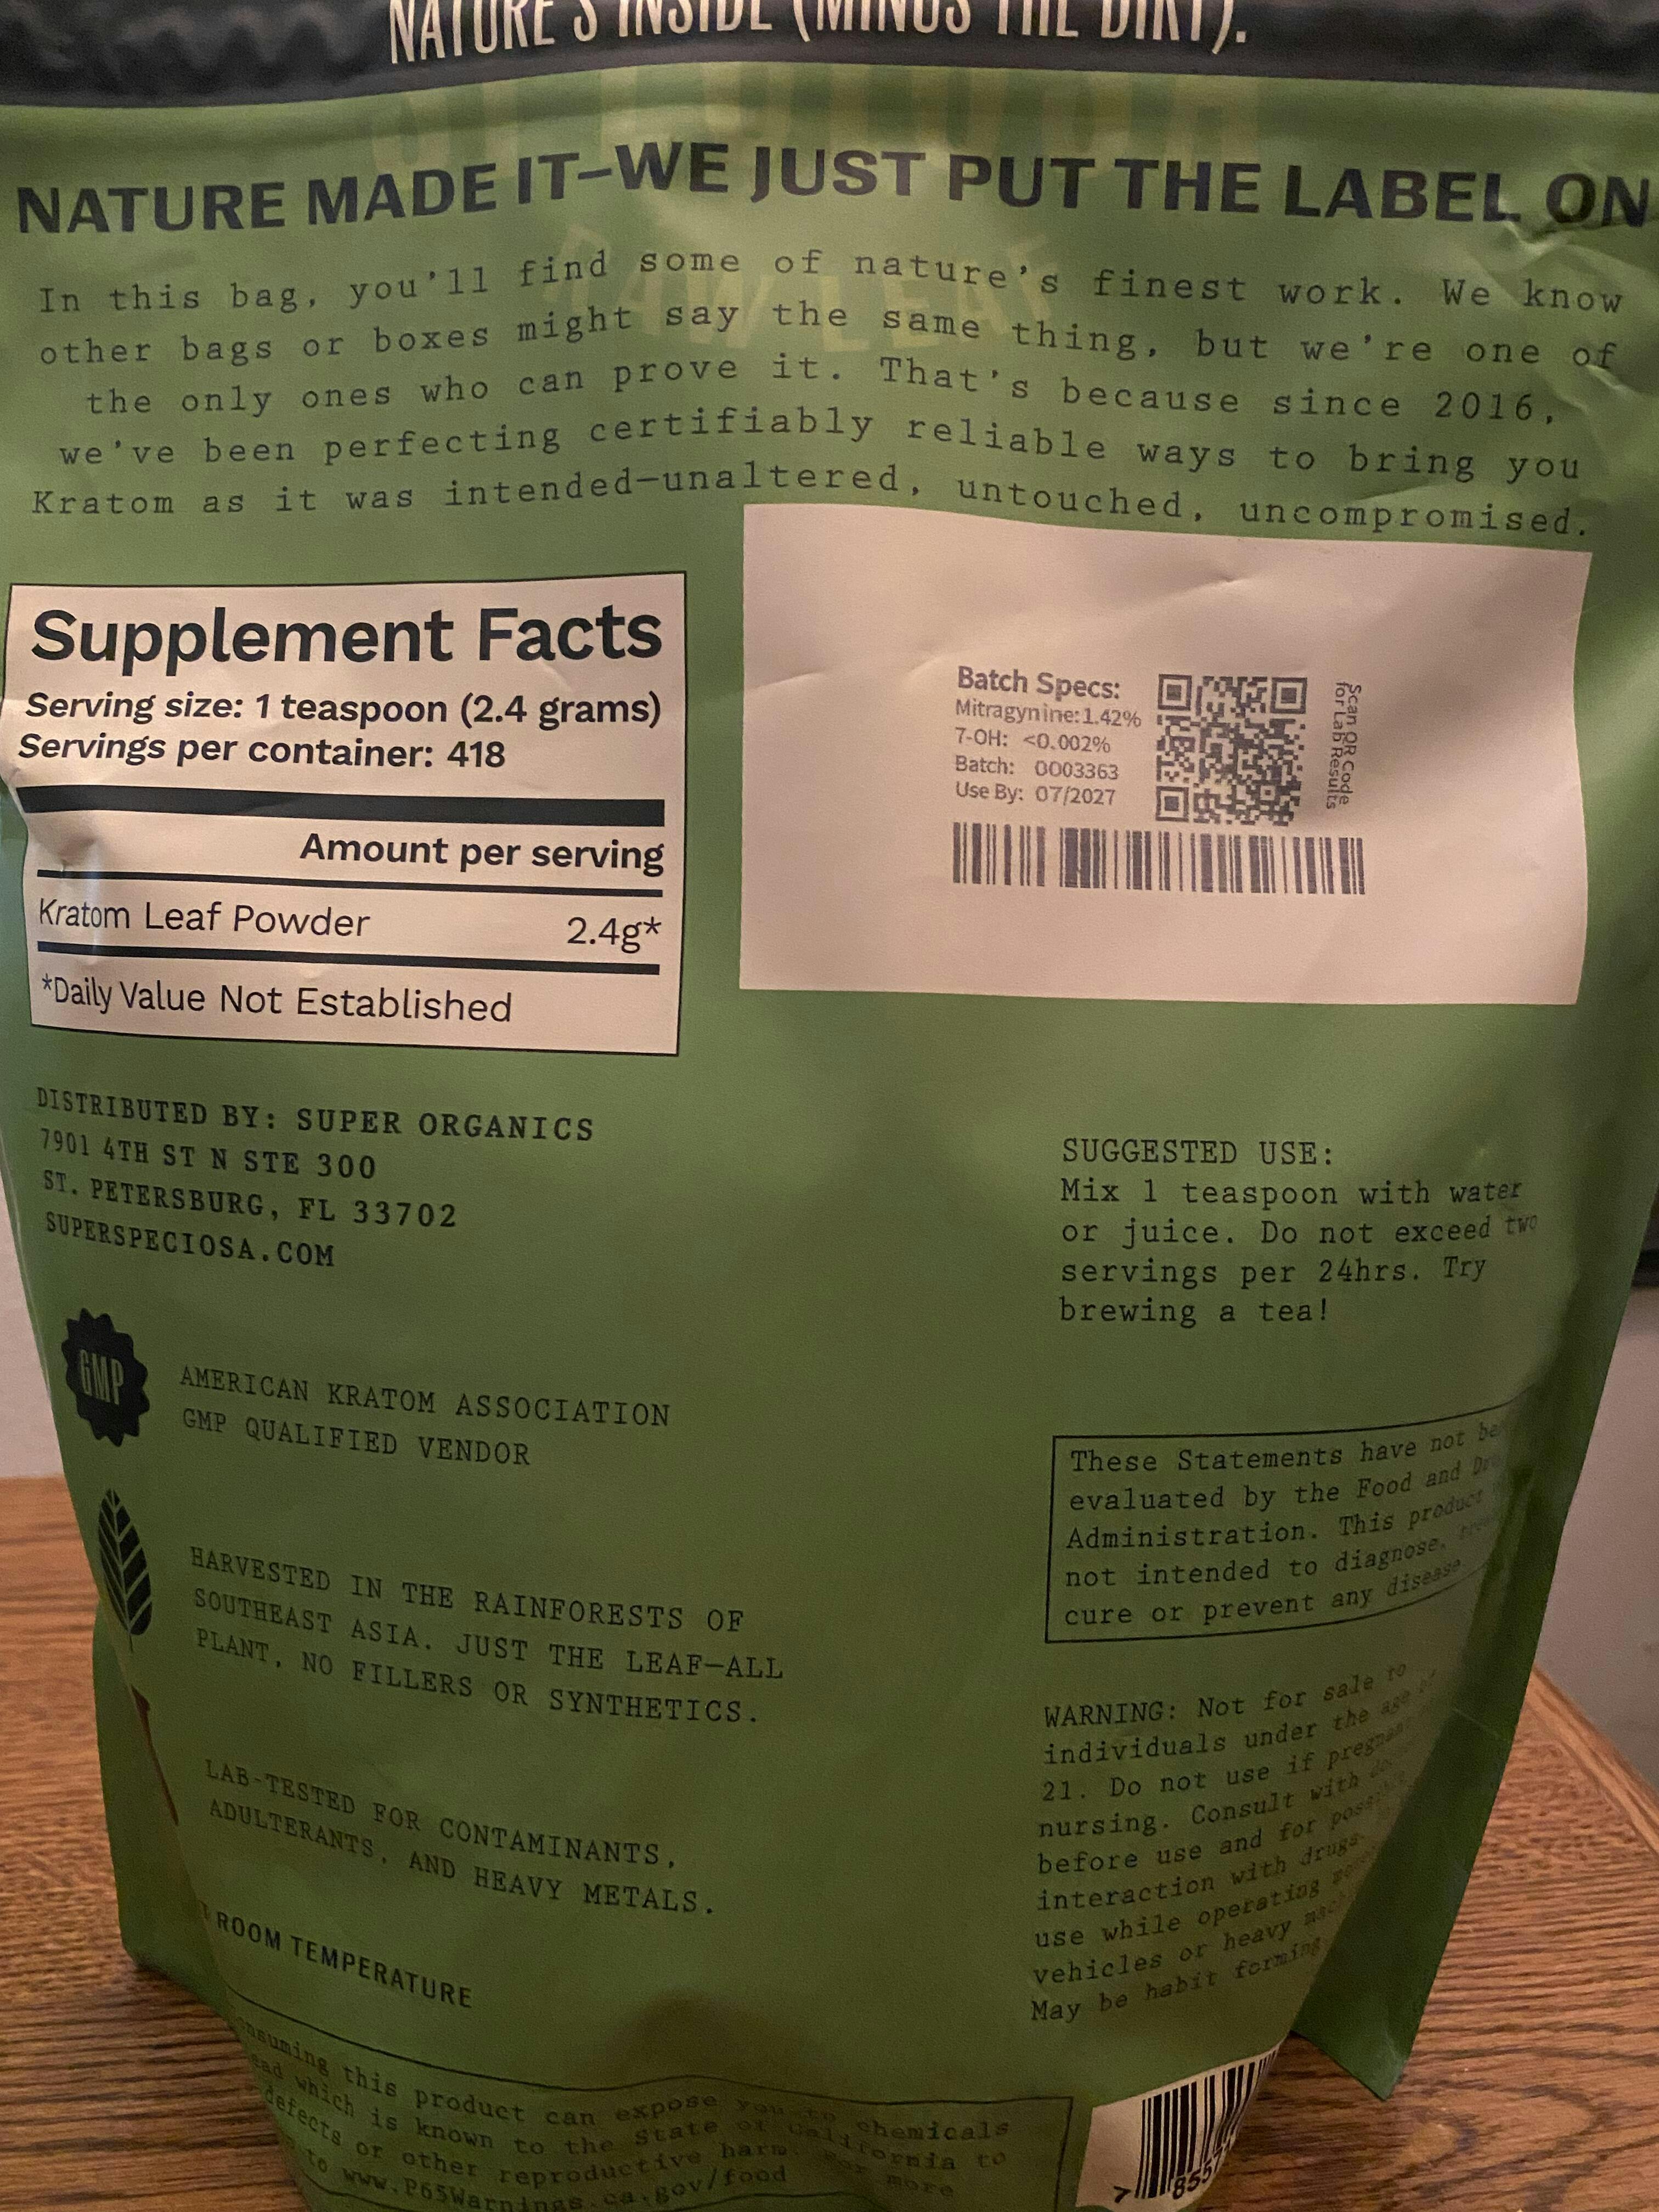 NATURE'S INSIDE (MINUS THE DIRT).
NATURE MADE IT—WE JUST PUT THE LABEL ON
In this bag, you'll find some of nature's finest work. We know
other bags or boxes might say the same thing, but we're one of
the only ones who can prove it. That's because since 2016,
we've been perfecting certifiably reliable ways to bring you
Kratom as it was intended—unaltered, untouched, uncompromised.
Supplement Facts
Serving size: 1 teaspoon (2.4 grams)
Servings per container: 418
Amount per serving
Kratom Leaf Powder 2.4g*
*Daily Value Not Established
Batch Specs:
Mitragynine: 1.42%
7-OH: <0.002%
Batch: 0003363
Use By: 07/2027
Scan QR Code
for Lab Results
DISTRIBUTED BY: SUPER ORGANICS
7901 4TH ST N STE 300
ST. PETERSBURG, FL 33702
SUPERSPECIOSA.COM
GMP
AMERICAN KRATOM ASSOCIATION
GMP QUALIFIED VENDOR
HARVESTED IN THE RAINFORESTS OF
SOUTHEAST ASIA. JUST THE LEAF—ALL
PLANT, NO FILLERS OR SYNTHETICS.
LAB-TESTED FOR CONTAMINANTS,
ADULTERANTS, AND HEAVY METALS.
ROOM TEMPERATURE
SUGGESTED USE:
Mix 1 teaspoon with water
or juice. Do not exceed two
servings per 24hrs. Try
brewing a tea!
These Statements have not
evaluated by the Food and
Administration. This product
not intended to diagnose,
cure or prevent any disease.
WARNING: Not for sale to
individuals under the age
21. Do not use if pregnant
nursing. Consult with
before use and for
interaction with drugs.
use while operating
vehicles or heavy
May be habit forming
this product can expose you to chemicals
which is known to the State of California to
defects or other reproductive harm. For more
to www.P65Warnings.ca.gov/food
7 855